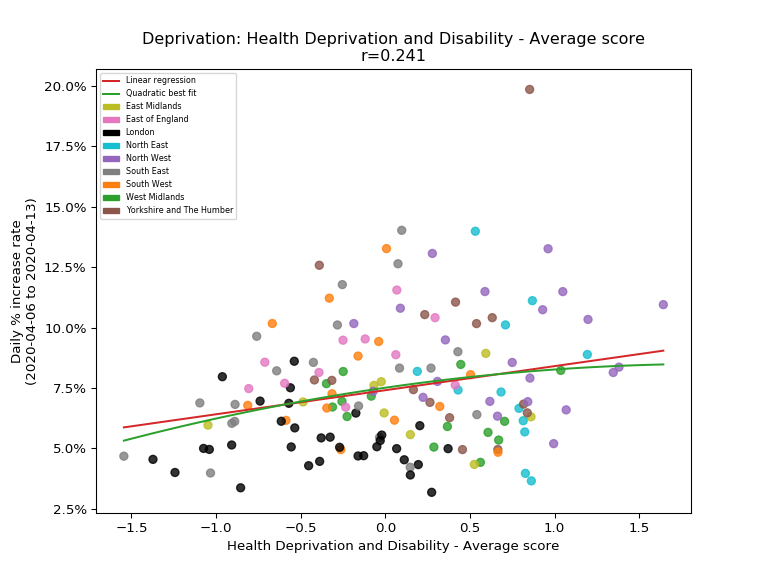 Deprivation: Health Deprivation and Disability - Average score
r=0.241
Daily % increase rate
(2020-04-06 to 2020-04-13)
20.0%
17.5%
15.0%
12.5%
10.0%
7.5%
5.0%
2.5%
Linear regression
Quadratic best fit
East Midlands
East of England
London
North East
North West
South East
South West
West Midlands
Yorkshire and The Humber
−1.5
−1.0
−0.5
0.0
0.5
1.0
1.5
Health Deprivation and Disability - Average score